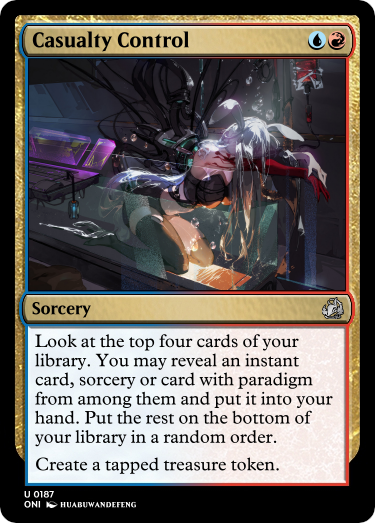 Casualty Control
Sorcery
Look at the top four cards of your
library. You may reveal an instant
card, sorcery or card with paradigm
from among them and put it into your
hand. Put the rest on the bottom of
your library in a random order.
Create a tapped treasure token.
U 0187
ONI HUABUWANDEFENG